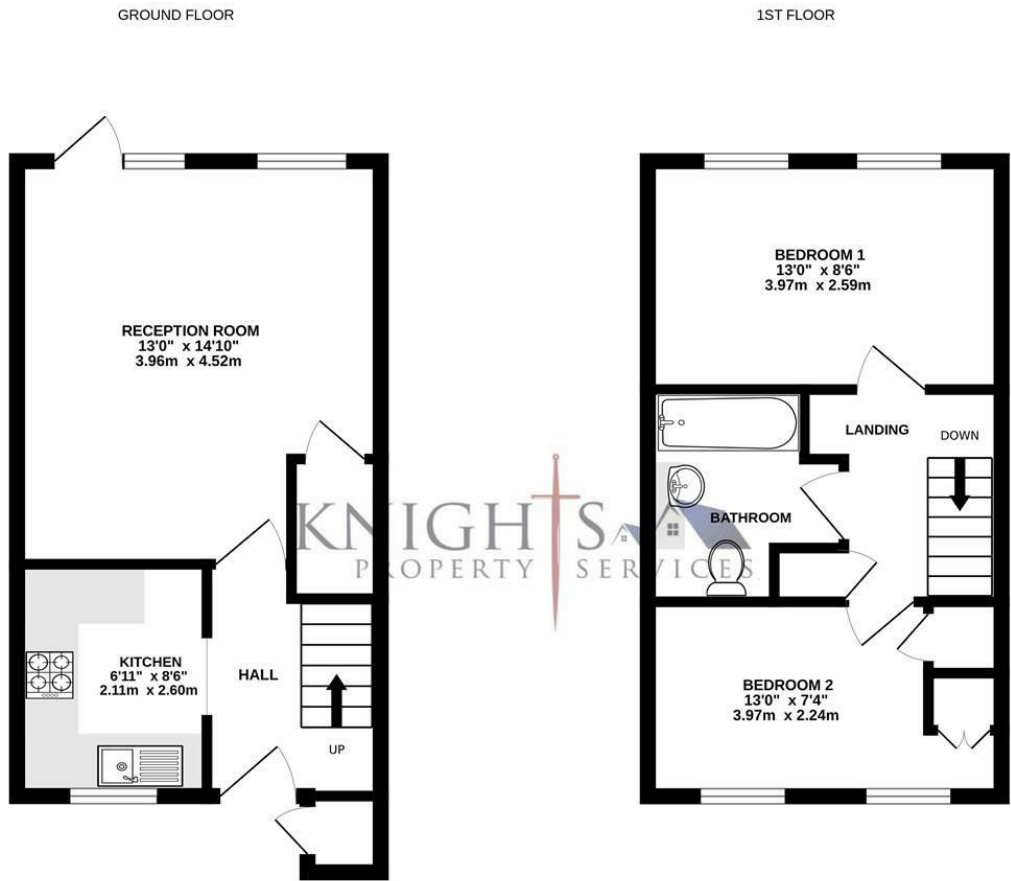 GROUND FLOOR
1ST FLOOR
RECEPTION ROOM
13'0" x 14'10"
3.96m x 4.52m
KITCHEN
6'11" x 8'6"
2.11m x 2.60m
HALL
UP
BEDROOM 1
13'0" x 8'6"
3.97m x 2.59m
LANDING
DOWN
BATHROOM
BEDROOM 2
13'0" x 7'4"
3.97m x 2.24m
KNIGHTS
PROPERTY SERVICES